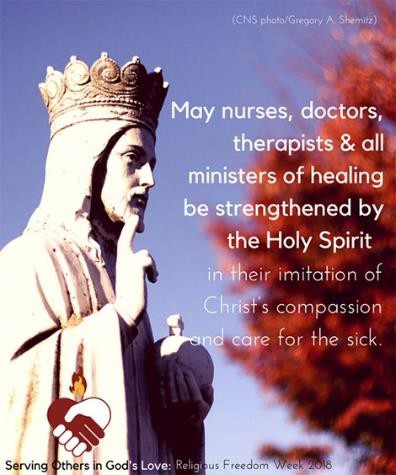 (CNS photo/Gregory A. Shemitz)
May nurses, doctors,
therapists & all
ministers of healing
be strengthened by
the Holy Spirit
in their imitation of
Christ's compassion
and care for the sick.
Serving Others in God's Love: Religious Freedom Week 2018